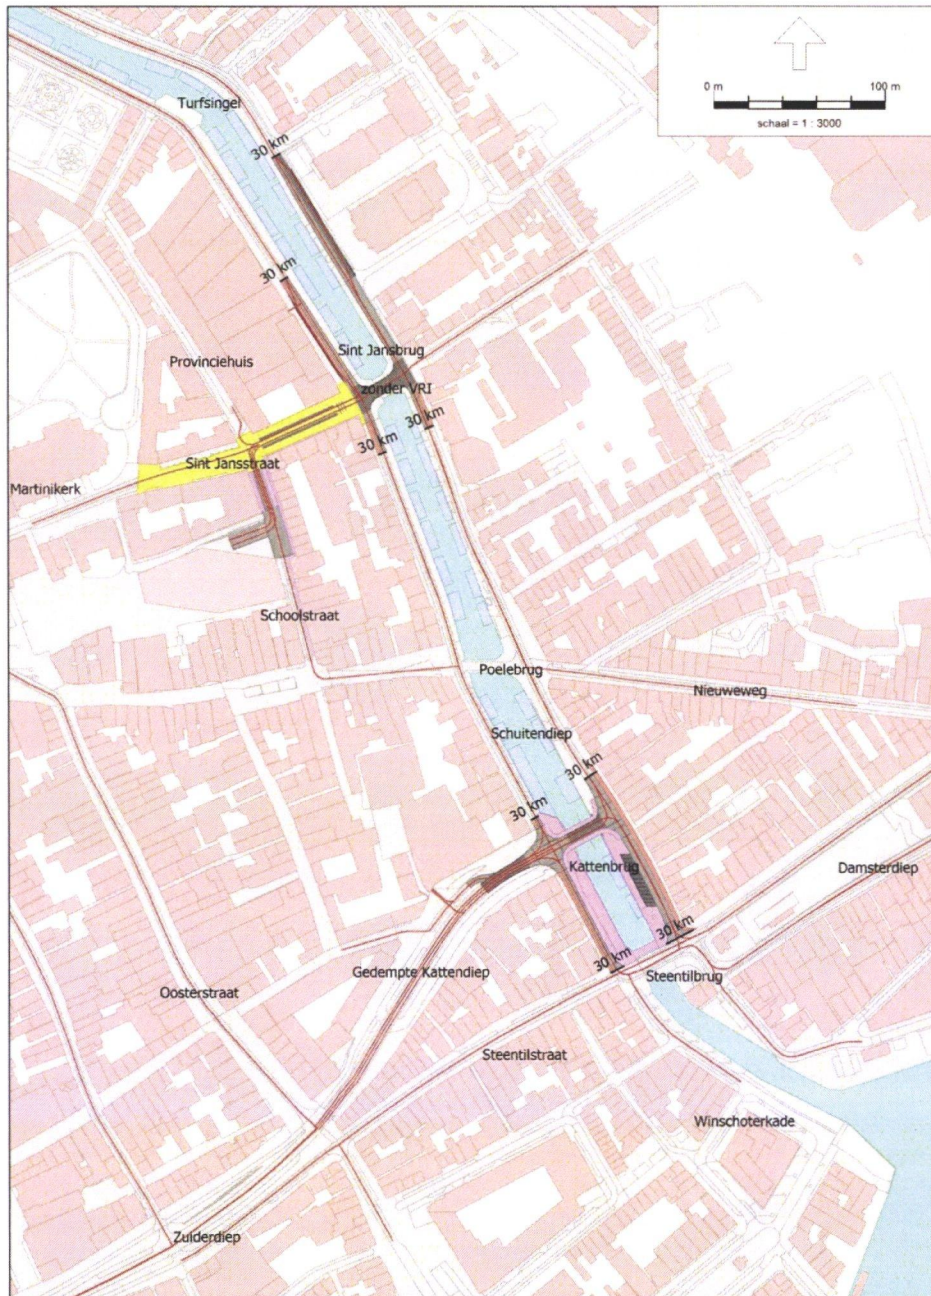 0 m
100 m
schaal = 1 : 3000
Turfsingel
30 km
30 km
Sint Jansbrug
Provinciehuis
zonder VRI
30 km
30 km
Sint Jansstraat
Martinikerk
Schoolstraat
Poelebrug
Nieuweweg
Schuitendiep
30 km
30 km
Kattenbrug
Damsterdiep
30 km
30 km
Gedempte Kattendiep
Steentilbrug
Oosterstraat
Steentilstraat
Winschoterkade
Zuiderdiep